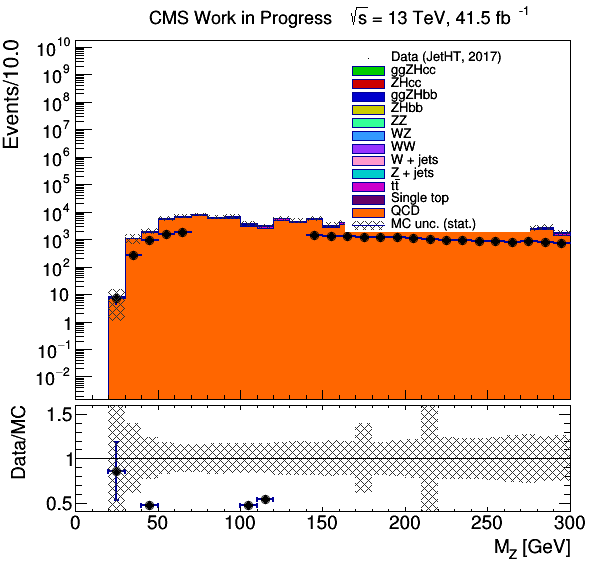 CMS Work in Progress √s = 13 TeV, 41.5 fb⁻¹
Events/10.0
10¹⁰
10⁹
10⁸
10⁷
10⁶
10⁵
10⁴
10³
10²
10
1
10⁻¹
10⁻²
Data (JetHT, 2017)
ggZHcc
ZHcc
ggZHbb
ZHbb
ZZ
WZ
WW
W + jets
Z + jets
tt̄
Single top
QCD
MC unc. (stat.)
Data/MC
1.5
1
0.5
0 50 100 150 200 250 300
M_Z [GeV]